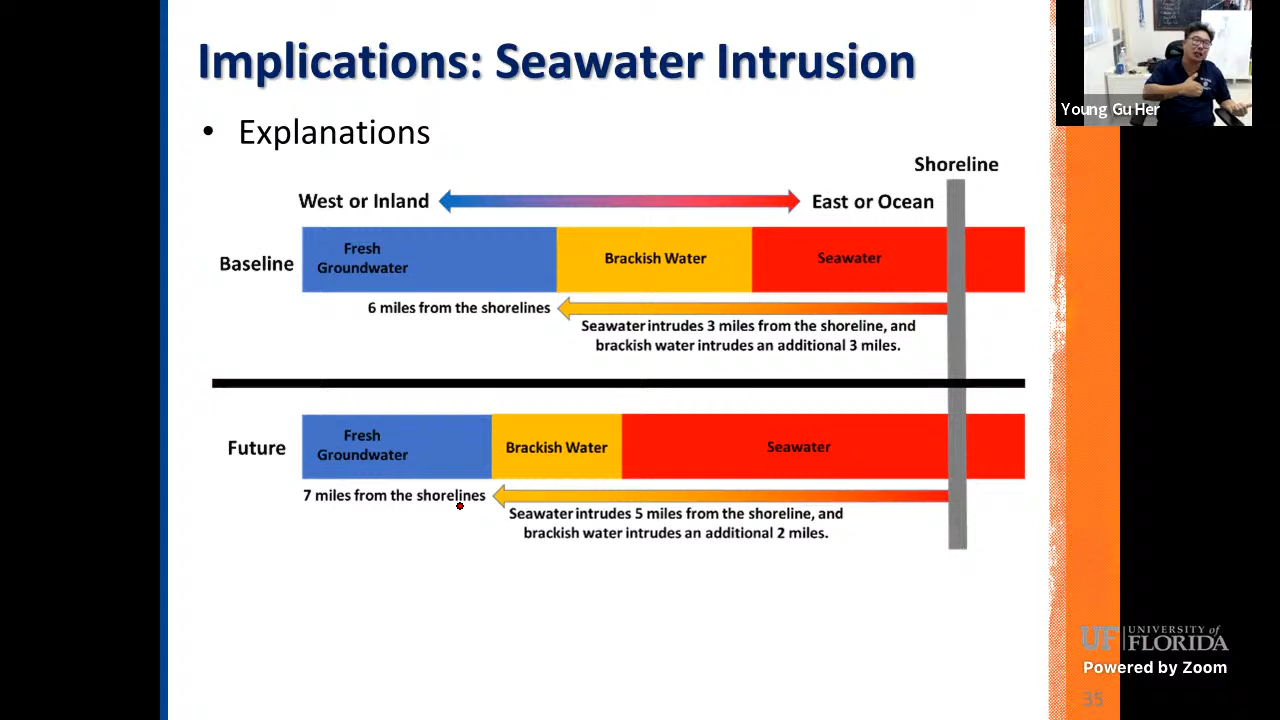 Implications: Seawater Intrusion
Young Gu Her
• Explanations
Shoreline
West or Inland
East or Ocean
Baseline
Fresh
Groundwater
Brackish Water
Seawater
6 miles from the shorelines
Seawater intrudes 3 miles from the shoreline, and
brackish water intrudes an additional 3 miles.
Future
Fresh
Groundwater
Brackish Water
Seawater
7 miles from the shorelines
Seawater intrudes 5 miles from the shoreline, and
brackish water intrudes an additional 2 miles.
UF UNIVERSITY of
FLORIDA
Powered by Zoom
35